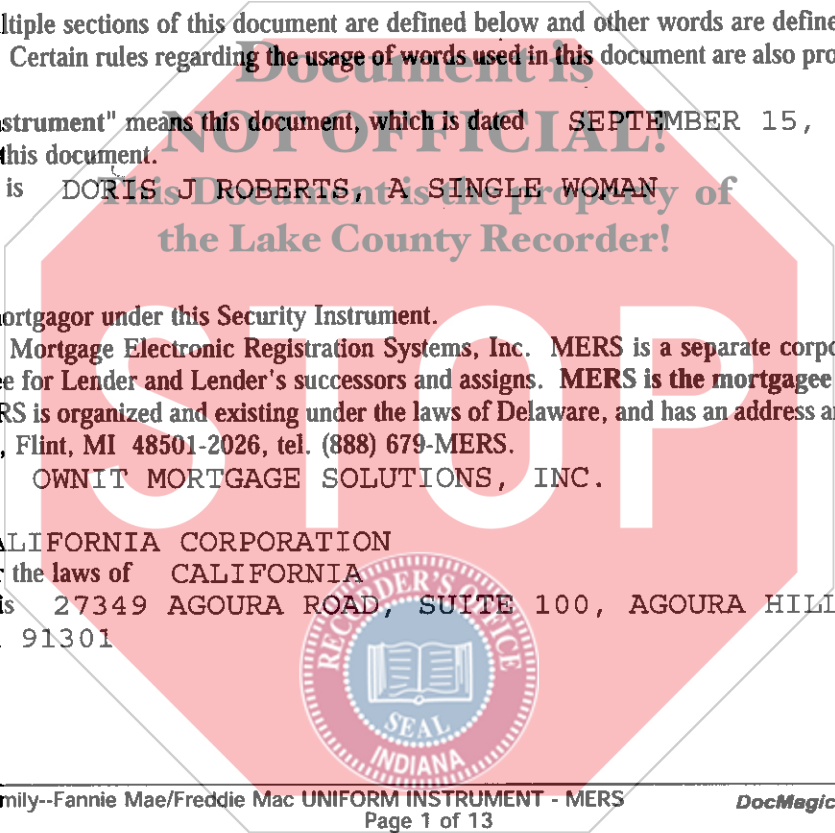 ltiple sections of this document are defined below and other words are define
Certain rules regarding the usage of words used in this document are also pro
Document is
strument" means this document, which is dated SEPTEMBER 15,
NOT OFFICIAL!
this document.
is DORIS J ROBERTS, A SINGLE WOMAN
This Document is the property of
the Lake County Recorder!
ortgagor under this Security Instrument.
STOP
Mortgage Electronic Registration Systems, Inc. MERS is a separate corpo
e for Lender and Lender's successors and assigns. MERS is the mortgagee
RS is organized and existing under the laws of Delaware, and has an address a
, Flint, MI 48501-2026, tel. (888) 679-MERS.
OWNIT MORTGAGE SOLUTIONS, INC.
ALIFORNIA CORPORATION
r the laws of CALIFORNIA
is 27349 AGOURA ROAD, SUITE 100, AGOURA HILL
91301
RECORDER'S OFFICE
SEAL
INDIANA
mily--Fannie Mae/Freddie Mac UNIFORM INSTRUMENT - MERS
DocMagic
Page 1 of 13